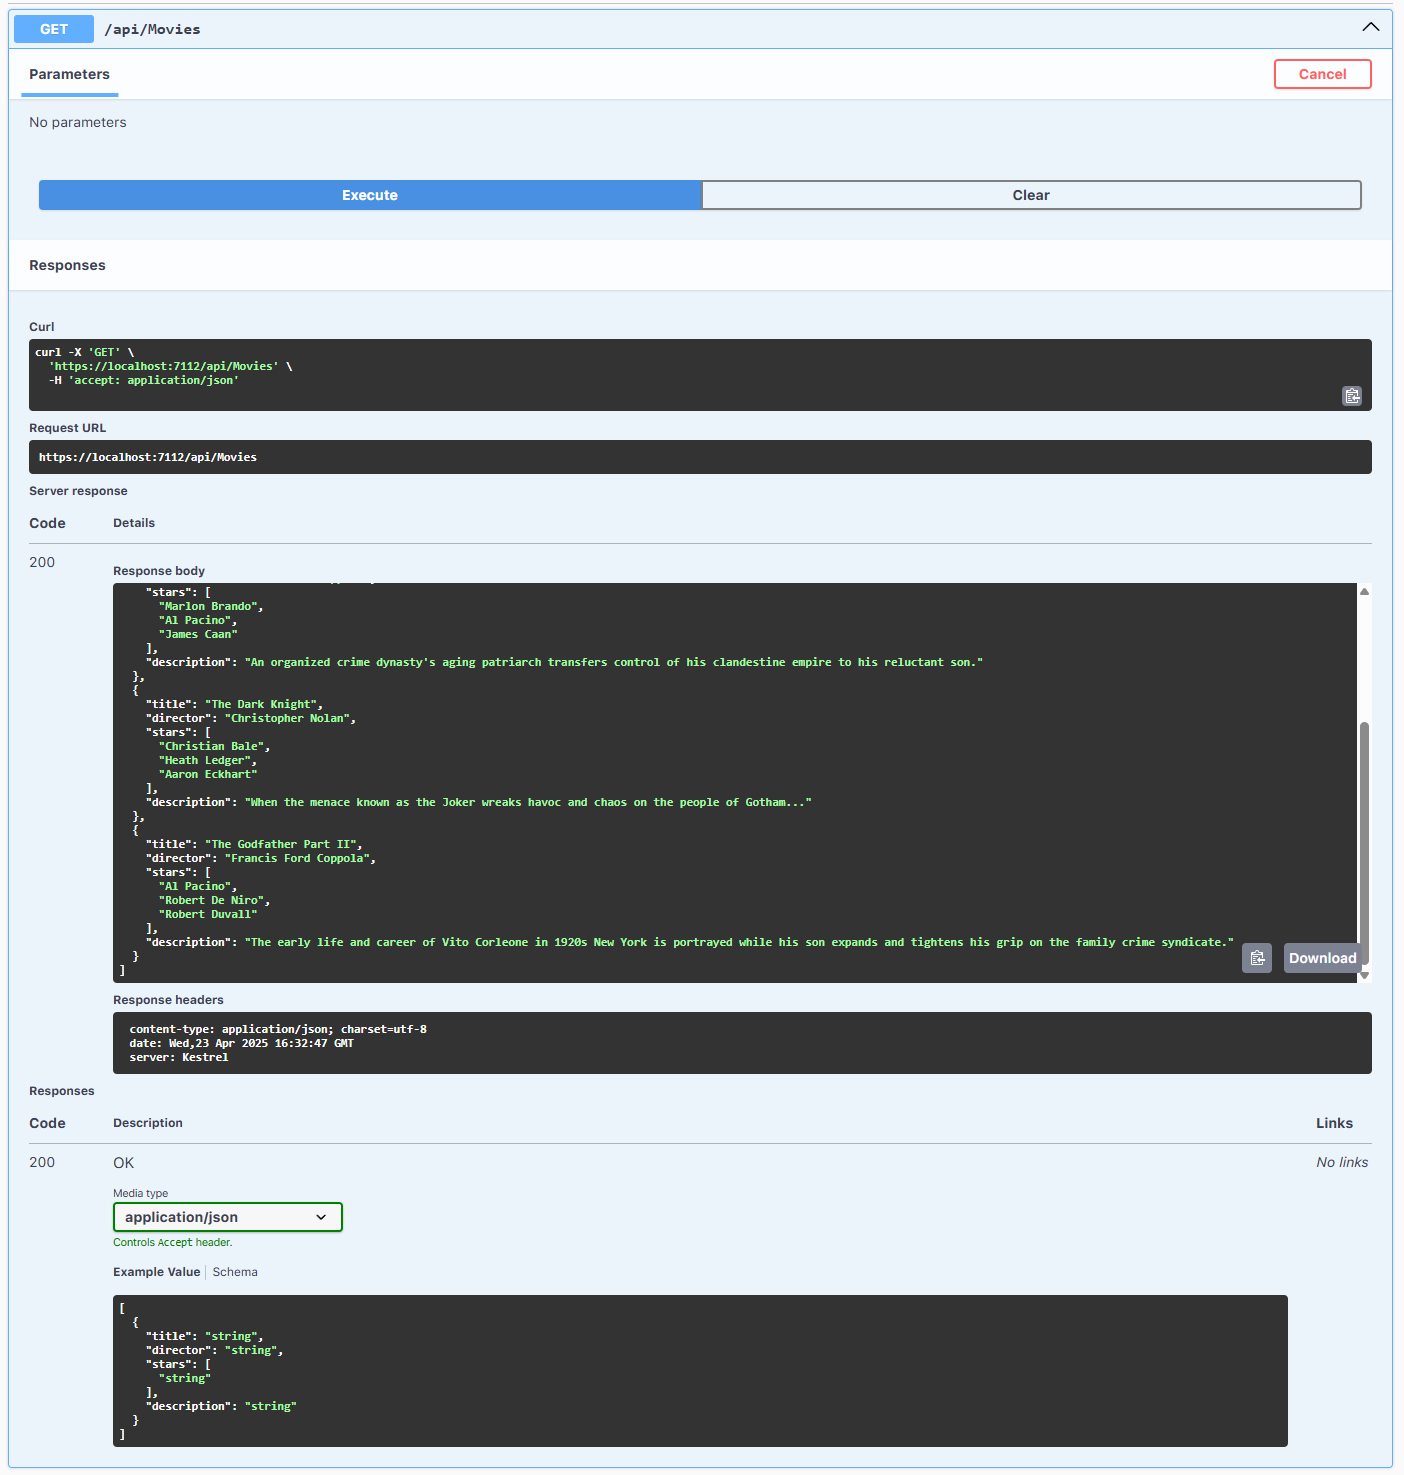 GET /api/Movies
Parameters
Cancel
No parameters
Execute
Clear
Responses
Curl
curl -X 'GET' \
  'https://localhost:7112/api/Movies' \
  -H 'accept: application/json'
Request URL
https://localhost:7112/api/Movies
Server response
Code Details
200
Response body
    "stars": [
      "Marlon Brando",
      "Al Pacino",
      "James Caan"
    ],
    "description": "An organized crime dynasty's aging patriarch transfers control of his clandestine empire to his reluctant son."
  },
  {
    "title": "The Dark Knight",
    "director": "Christopher Nolan",
    "stars": [
      "Christian Bale",
      "Heath Ledger",
      "Aaron Eckhart"
    ],
    "description": "When the menace known as the Joker wreaks havoc and chaos on the people of Gotham..."
  },
  {
    "title": "The Godfather Part II",
    "director": "Francis Ford Coppola",
    "stars": [
      "Al Pacino",
      "Robert De Niro",
      "Robert Duvall"
    ],
    "description": "The early life and career of Vito Corleone in 1920s New York is portrayed while his son expands and tightens his grip on the family crime syndicate."
  }
]
Download
Response headers
content-type: application/json; charset=utf-8
date: Wed,23 Apr 2025 16:32:47 GMT
server: Kestrel
Responses
Code Description Links
200 OK No links
Media type
application/json
Controls Accept header.
Example Value Schema
[
  {
    "title": "string",
    "director": "string",
    "stars": [
      "string"
    ],
    "description": "string"
  }
]